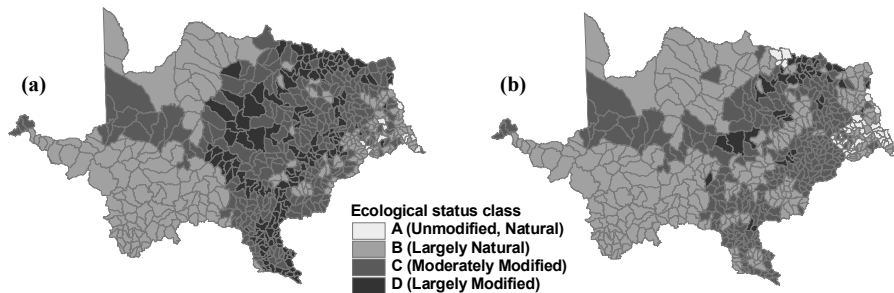 (a)
(b)
Ecological status class
A (Unmodified, Natural)
B (Largely Natural)
C (Moderately Modified)
D (Largely Modified)